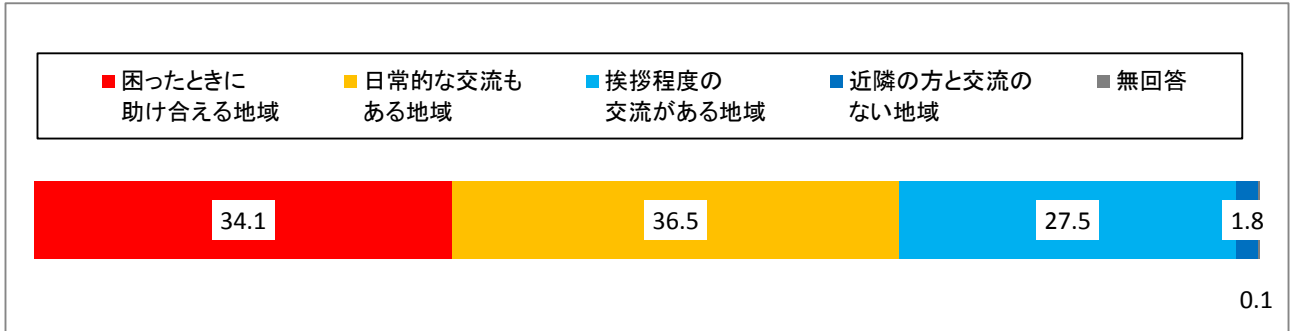 困ったときに
助け合える地域
日常的な交流も
ある地域
挨拶程度の
交流がある地域
近隣の方と交流の
ない地域
無回答
34.1
36.5
27.5
1.8
0.1